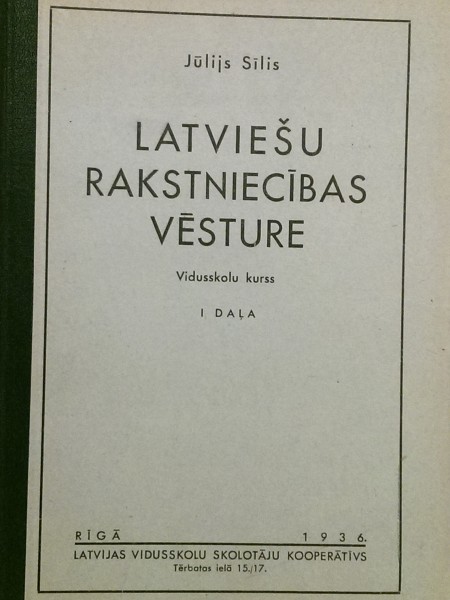 Jūlijs Sīlis
LATVIEŠU
RAKSTNIECĪBAS
VĒSTURE
Vidusskolu kurss
I DAĻA
RĪGĀ 1936.
LATVIJAS VIDUSSKOLU SKOLOTĀJU KOOPERĀTĪVS
Tērbatas ielā 15./17.